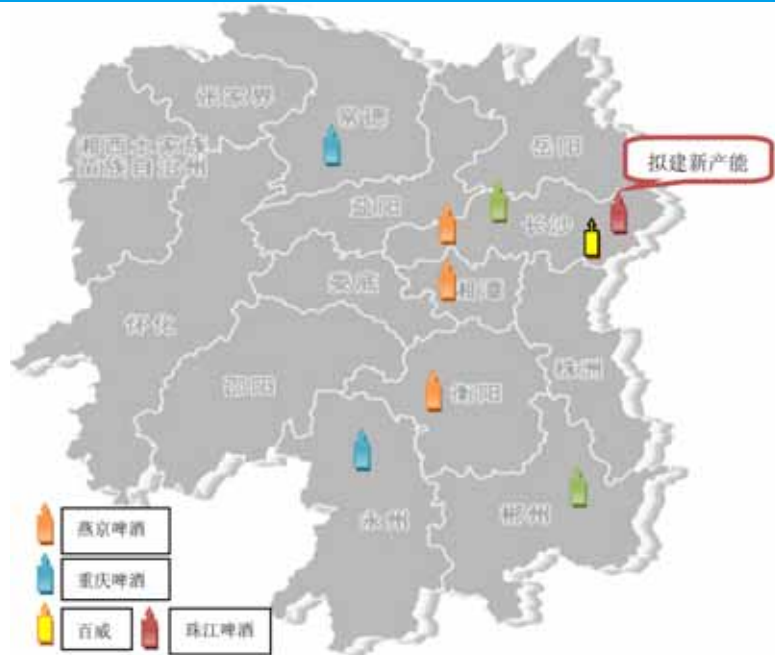 张家界
常德
湘西土家族
苗族自治州
岳阳
拟建新产能
益阳
长沙
娄底
湘潭
怀化
株洲
邵阳
衡阳
永州
郴州
燕京啤酒
重庆啤酒
百威
珠江啤酒